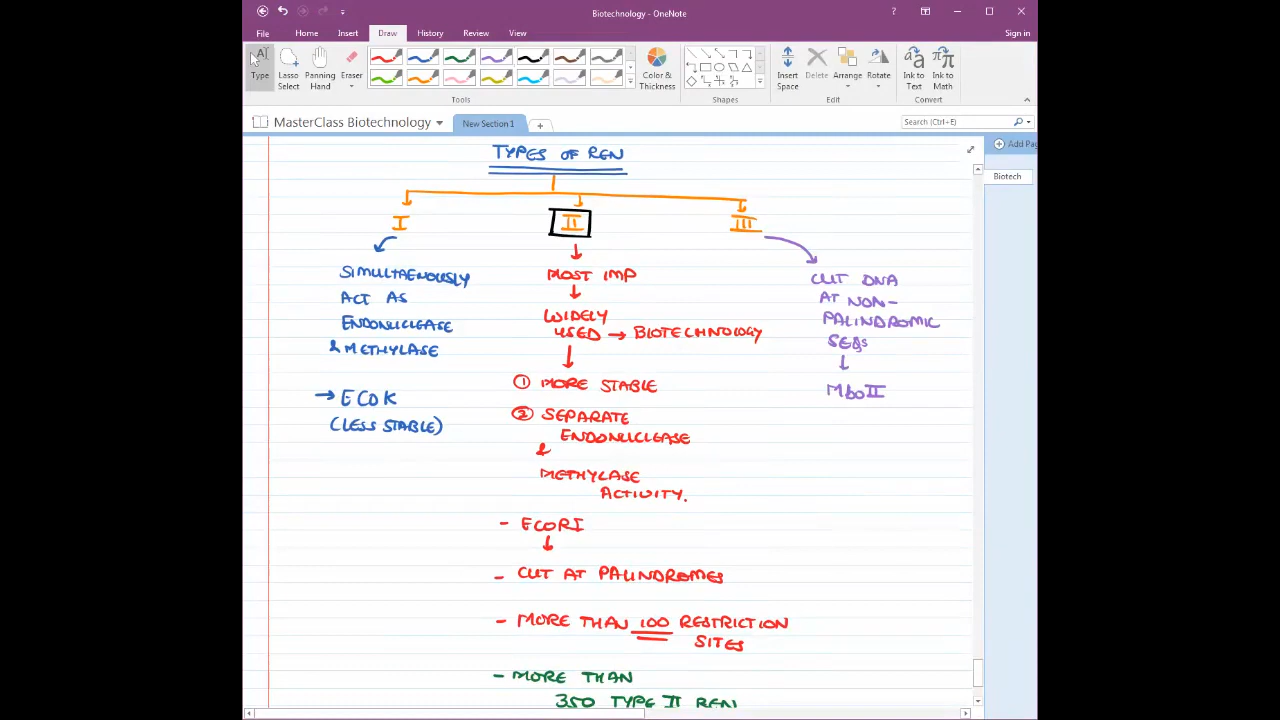 Biotechnology - OneNote
? 
File Home Insert Draw History Review View Sign in
Type Lasso Select Panning Hand Eraser Color & Thickness Insert Space Delete Arrange Rotate Ink to Text Ink to Math
Tools Shapes Edit Convert
MasterClass Biotechnology New Section 1 Search (Ctrl+E)
Add Pag
Biotech
TYPES OF REN
I II III
SIMULTAENOUSLY
ACT AS
ENDONUCLEASE
& METHYLASE
→ ECOK
(LESS STABLE)
MOST IMP
↓
WIDELY
USED → BIOTECHNOLOGY
↓
① MORE STABLE
② SEPARATE
ENDONUCLEASE
&
METHYLASE
ACTIVITY.
- ECORI
↓
- CUT AT PALINDROMES
- MORE THAN 100 RESTRICTION
SITES
- MORE THAN
350 TYPE II REN
CUT DNA
AT NON-
PALINDROMIC
SEQs
↓
MboII